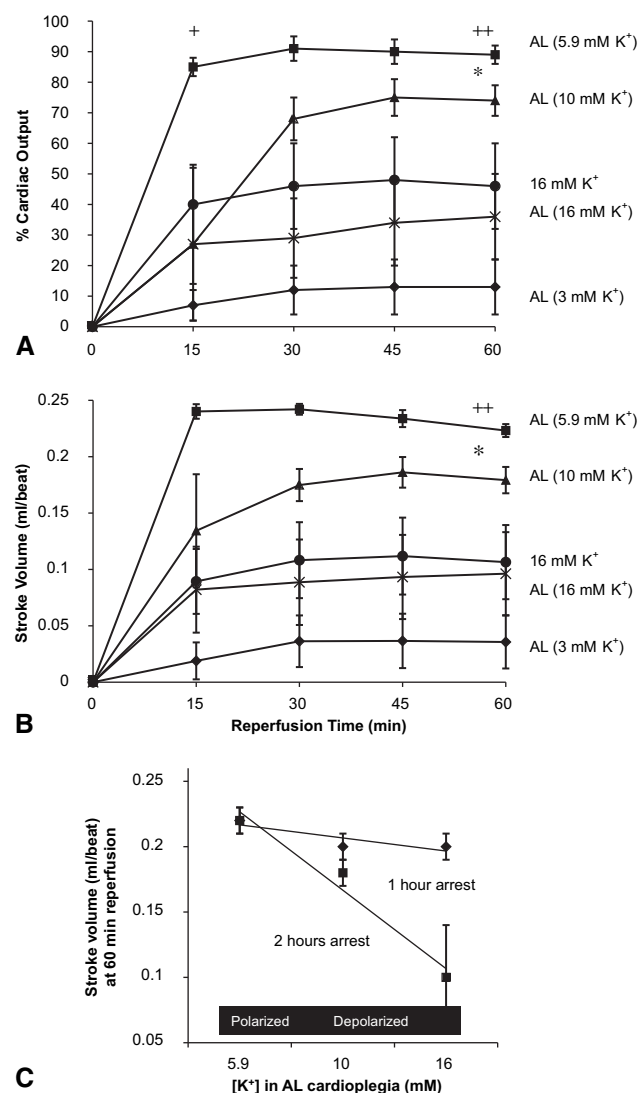 A
% Cardiac Output
100
90
80
70
60
50
40
30
20
10
0
0 15 30 45 60
+
++
*
AL (5.9 mM K⁺)
AL (10 mM K⁺)
16 mM K⁺
AL (16 mM K⁺)
AL (3 mM K⁺)
B
Stroke Volume (ml/beat)
0.25
0.2
0.15
0.1
0.05
0
0 15 30 45 60
Reperfusion Time (min)
++
*
AL (5.9 mM K⁺)
AL (10 mM K⁺)
16 mM K⁺
AL (16 mM K⁺)
AL (3 mM K⁺)
C
Stroke volume (ml/beat)
at 60 min reperfusion
0.25
0.2
0.15
0.1
0.05
1 hour arrest
2 hours arrest
Polarized Depolarized
5.9 10 16
[K⁺] in AL cardioplegia (mM)